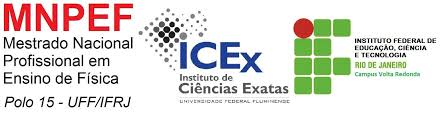 MNPEF
Mestrado Nacional
Profissional em
Ensino de Física
Polo 15 - UFF/IFRJ
ICEx
Instituto de
Ciências Exatas
UNIVERSIDADE FEDERAL FLUMINENSE
INSTITUTO FEDERAL DE
EDUCAÇÃO, CIÊNCIA
E TECNOLOGIA
RIO DE JANEIRO
Campus Volta Redonda